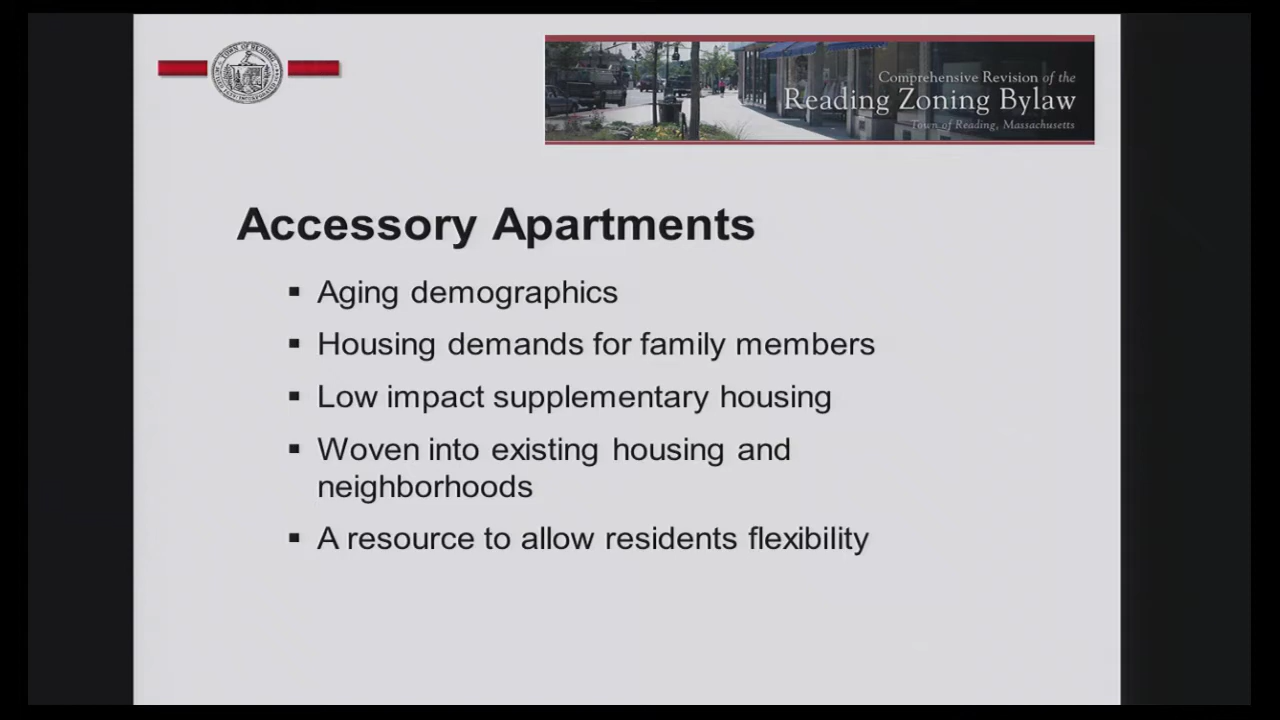 Comprehensive Revision of the
Reading Zoning Bylaw
Town of Reading, Massachusetts
Accessory Apartments
▪ Aging demographics
▪ Housing demands for family members
▪ Low impact supplementary housing
▪ Woven into existing housing and
neighborhoods
▪ A resource to allow residents flexibility